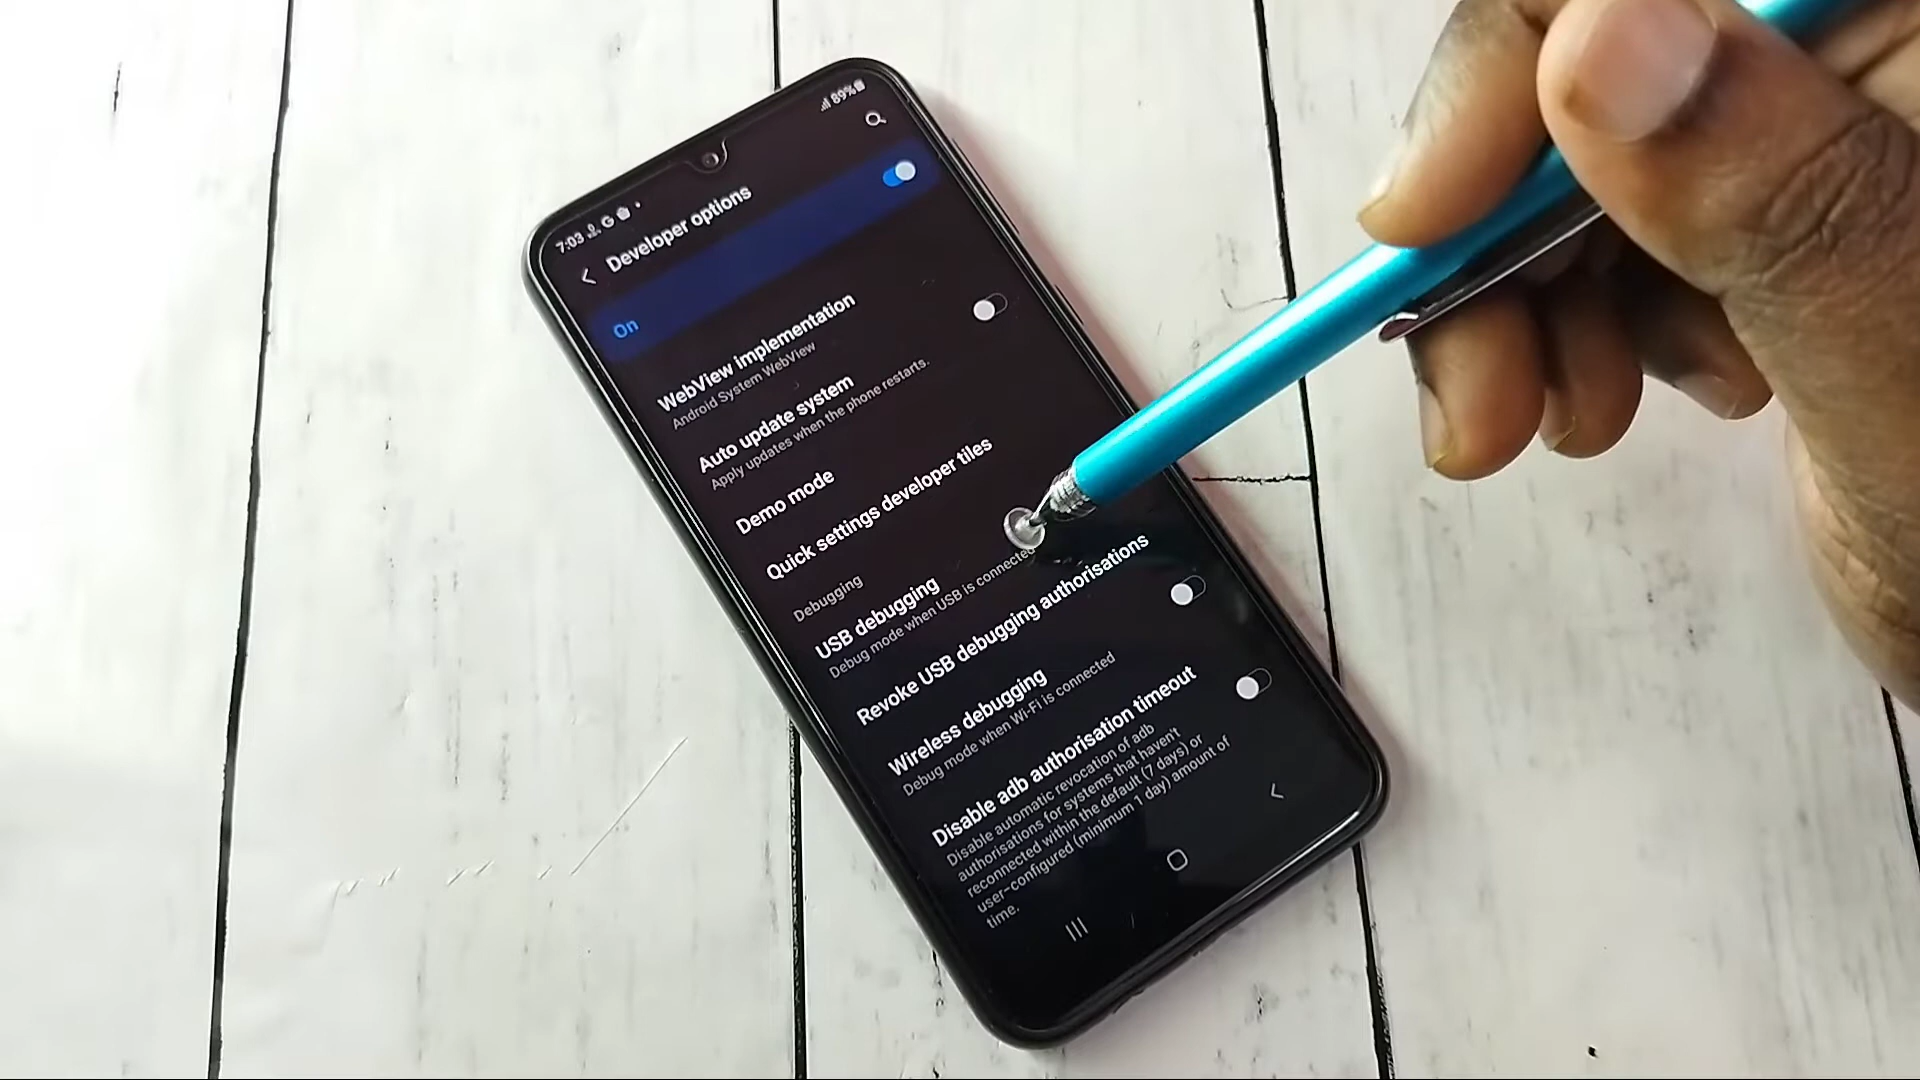 7:03 G
89%
Developer options
On
WebView implementation
Android System WebView
Auto update system
Apply updates when the phone restarts.
Demo mode
Quick settings developer tiles
Debugging
USB debugging
Debug mode when USB is connected
Revoke USB debugging authorisations
Wireless debugging
Debug mode when Wi-Fi is connected
Disable adb authorisation timeout
Disable automatic revocation of adb
authorisations for systems that haven't
reconnected within the default (7 days) or
user-configured (minimum 1 day) amount of
time.